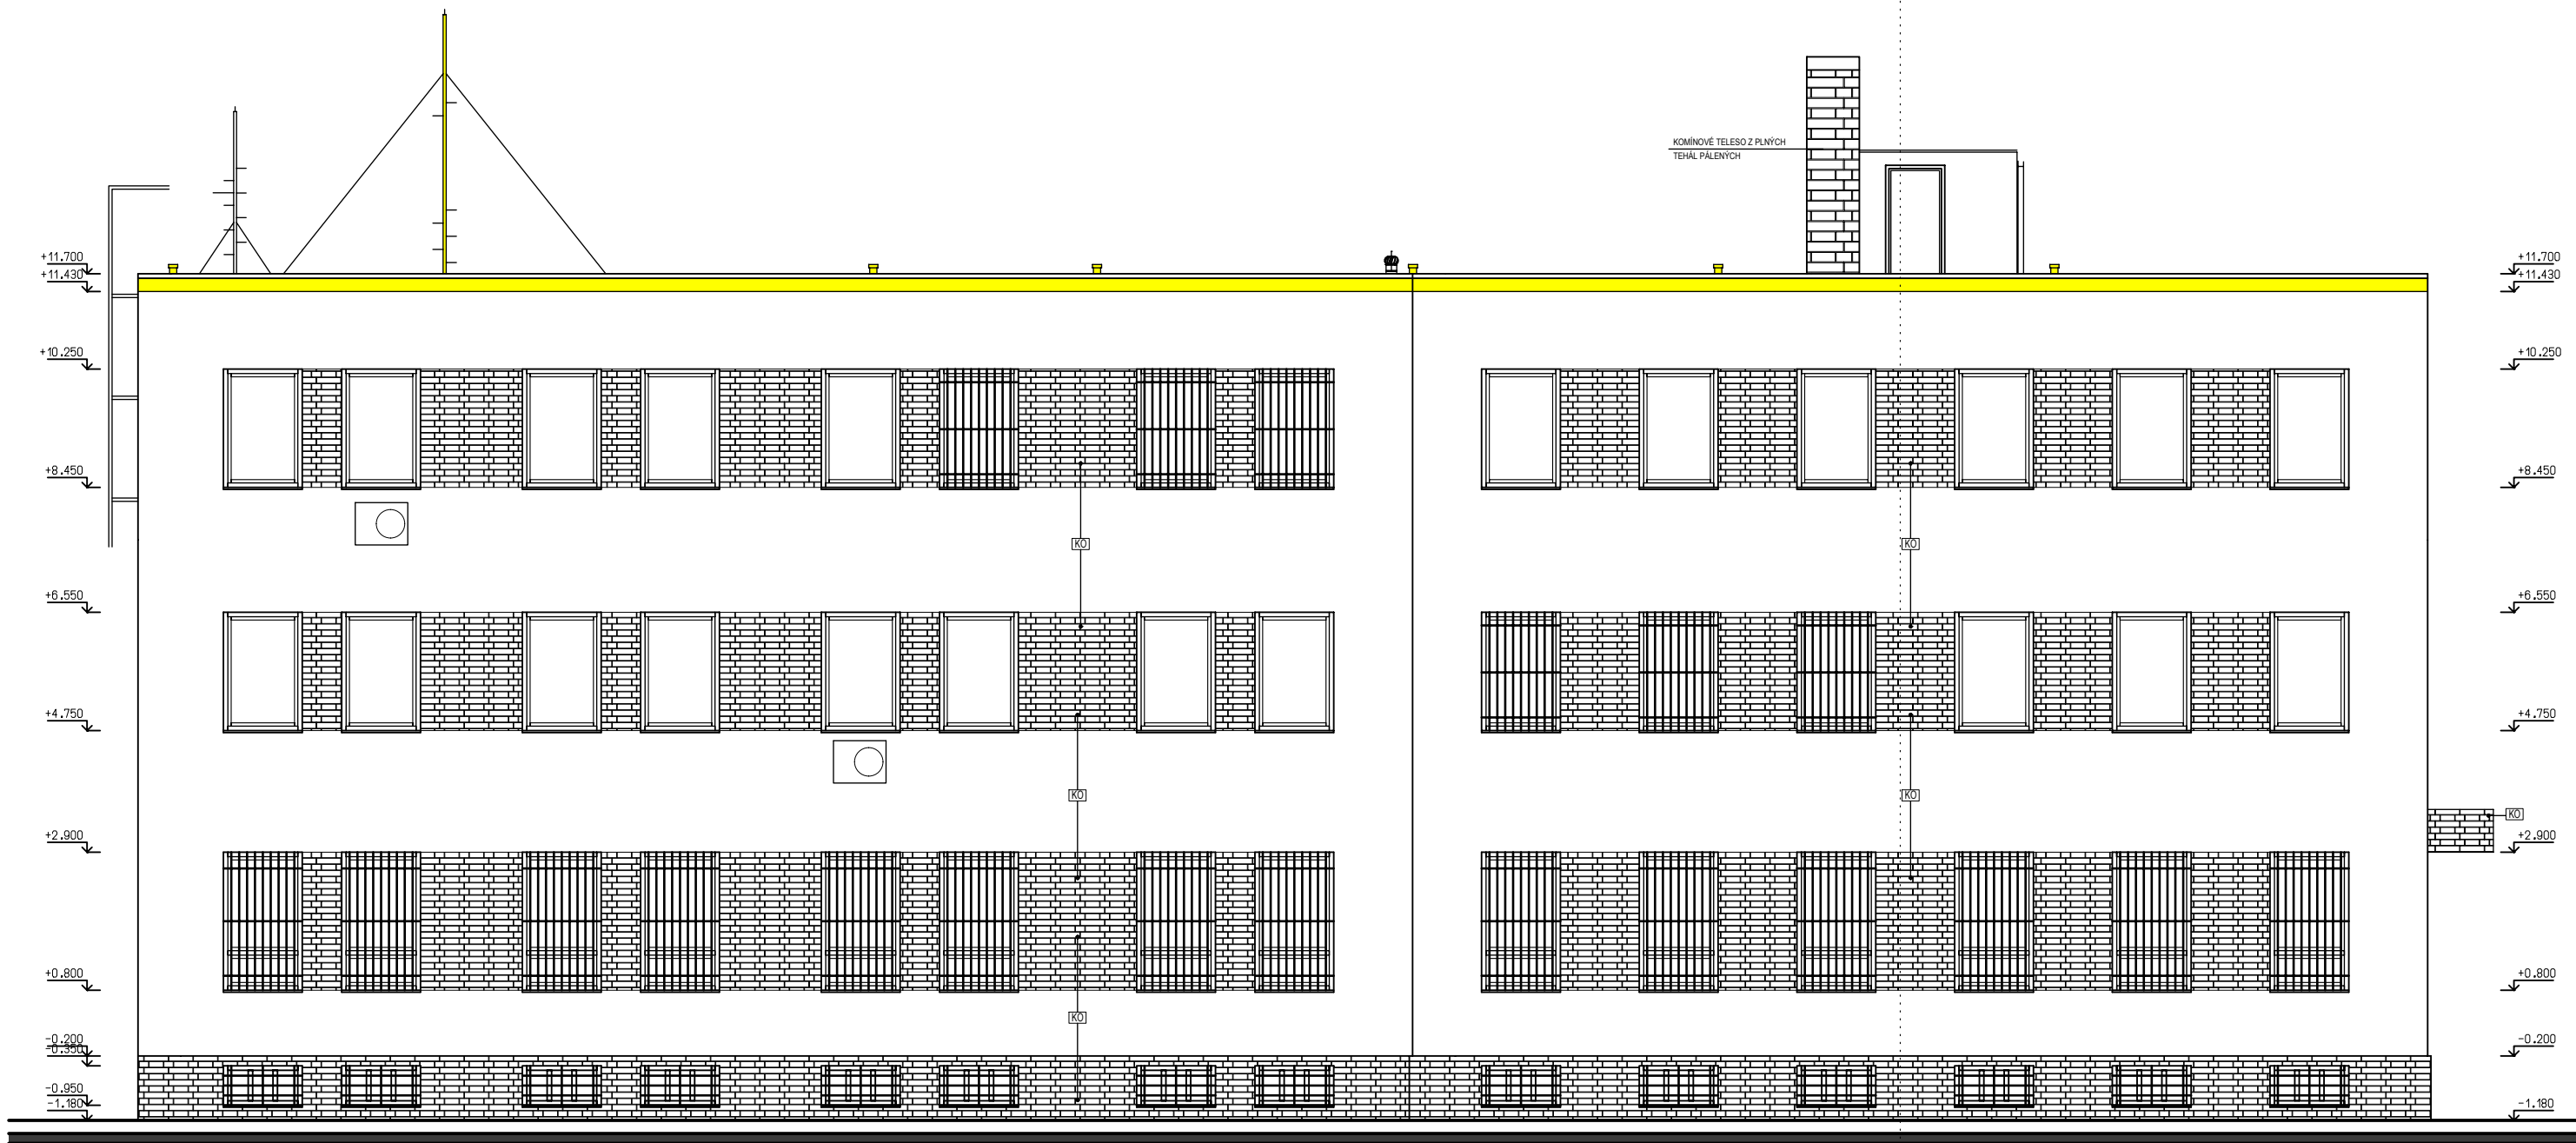 KOMÍNOVÉ TELESO Z PLNÝCH
TEHÁL PÁLENÝCH
+11.700
+11.430
+11.700
+11.430
+10.250
+10.250
+8.450
+8.450
KO
KO
+6.550
+6.550
+4.750
+4.750
KO
KO
KO
+2.900
+2.900
+0.800
+0.800
KO
-0.200
-0.350
-0.200
-0.950
-1.180
-1.180